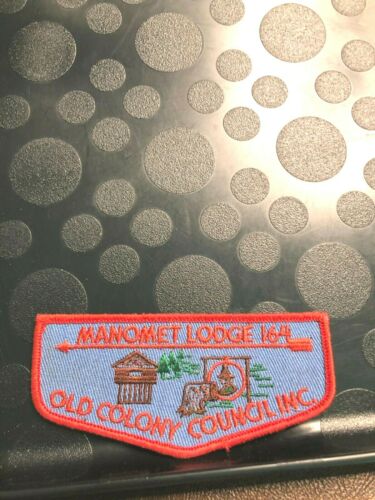 MANOMET LODGE 164
OLD COLONY COUNCIL INC.